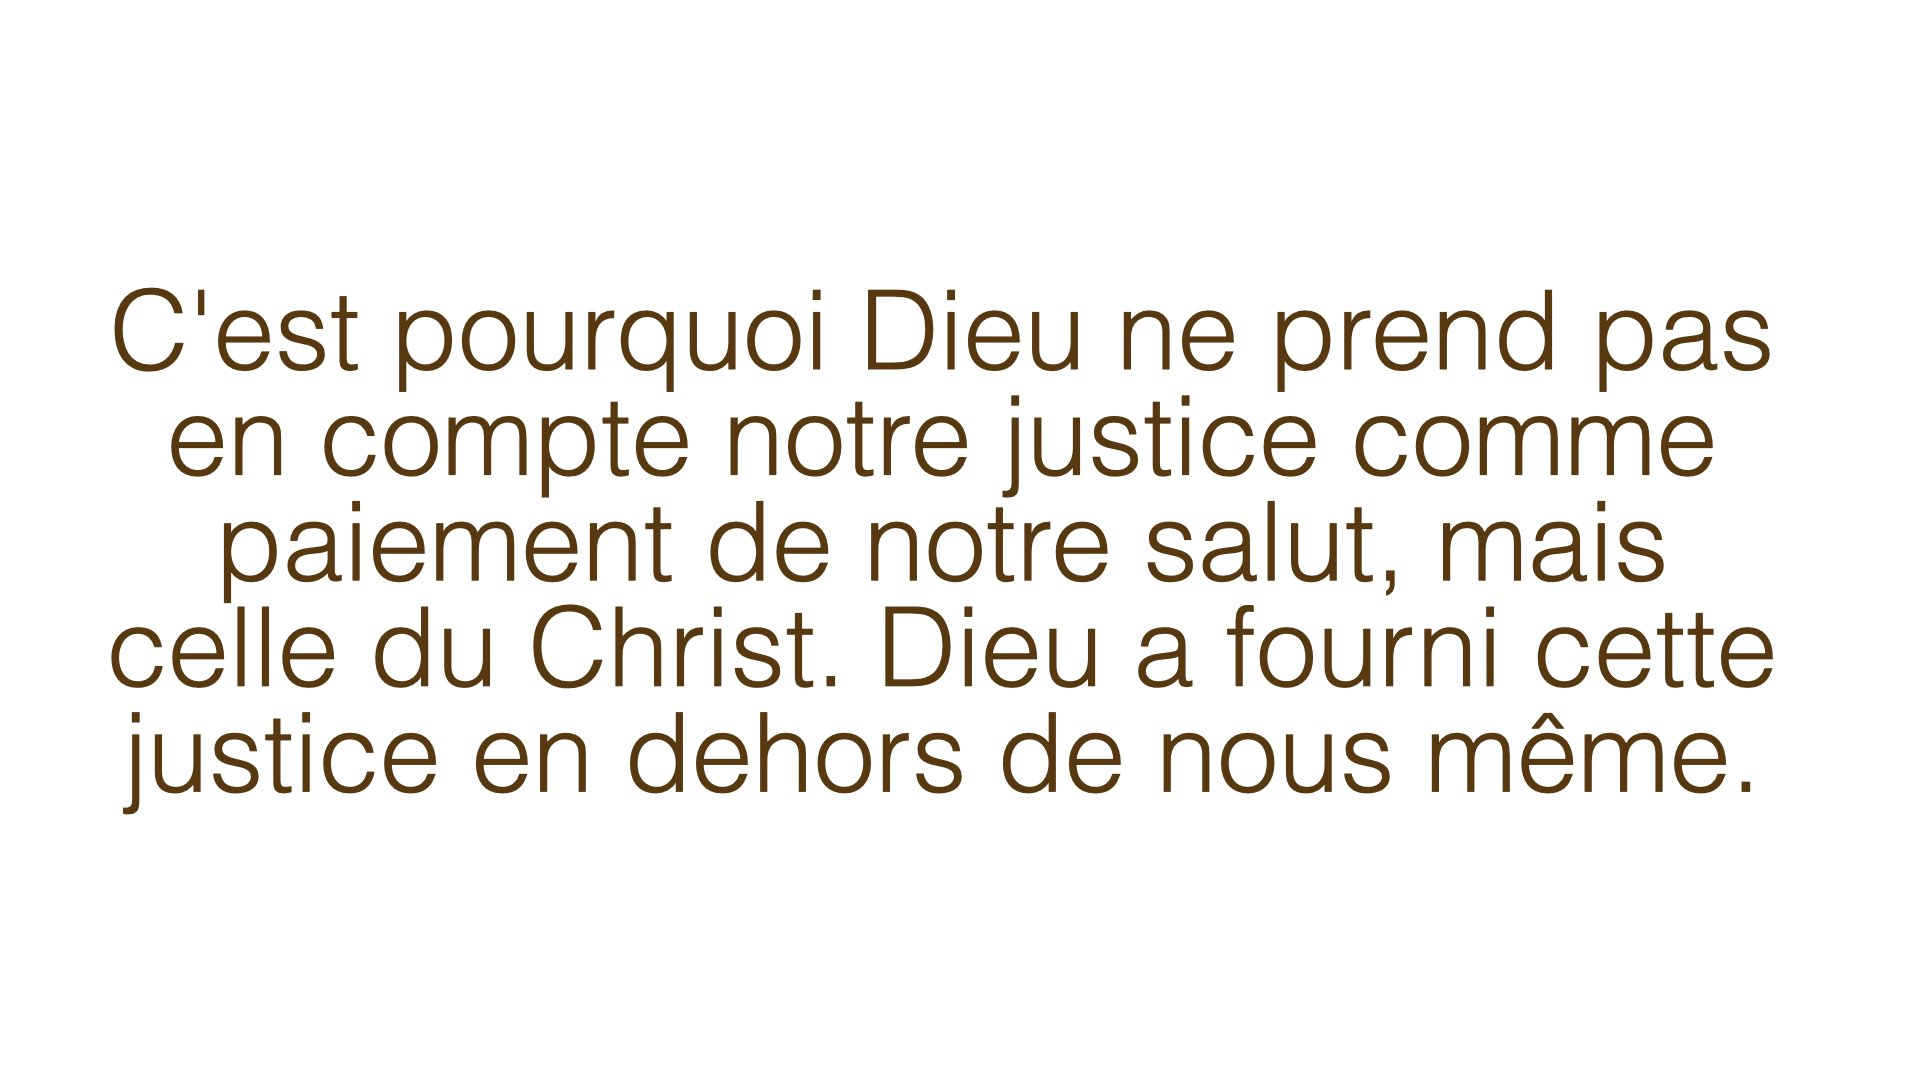 C'est pourquoi Dieu ne prend pas
en compte notre justice comme
paiement de notre salut, mais
celle du Christ. Dieu a fourni cette
justice en dehors de nous même.